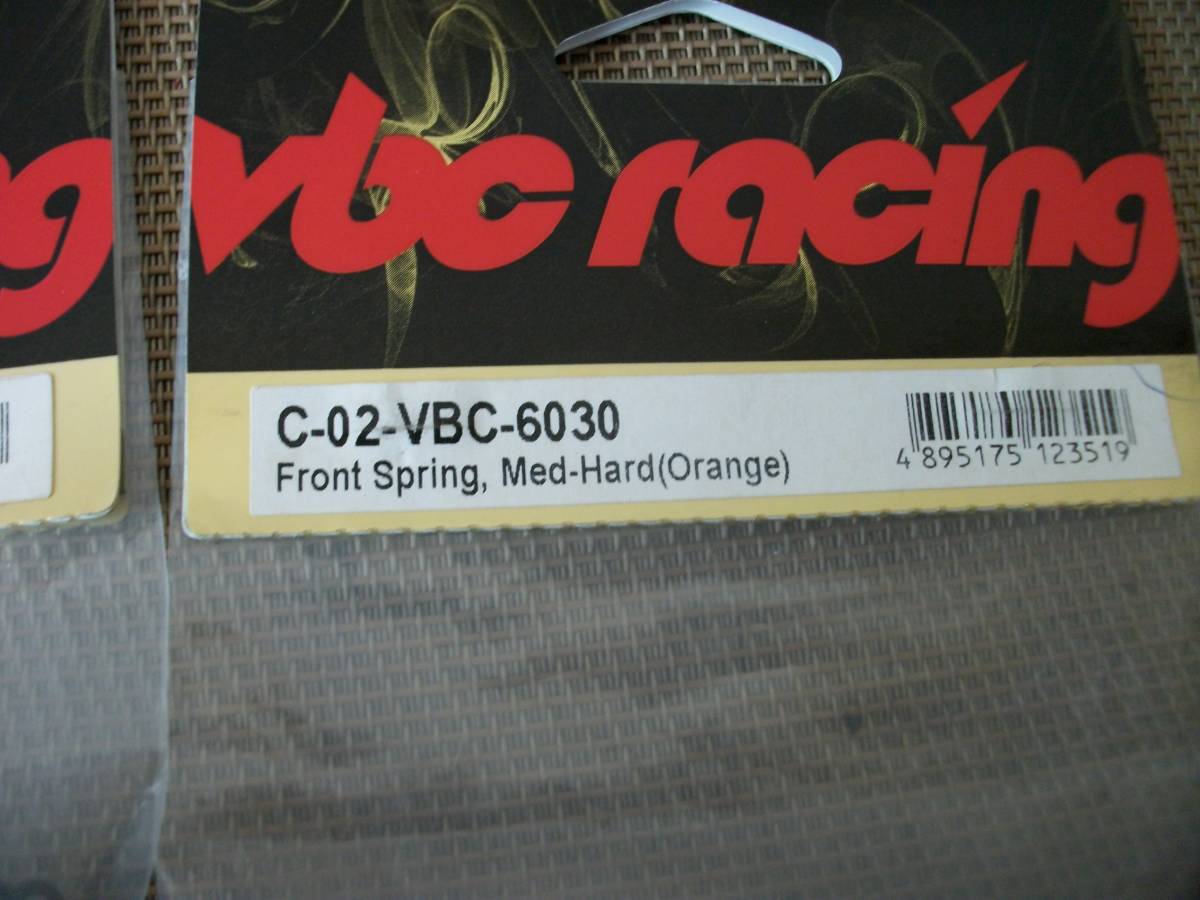 g
vbc racing
C-02-VBC-6030
Front Spring, Med-Hard(Orange)
4 895175 123519